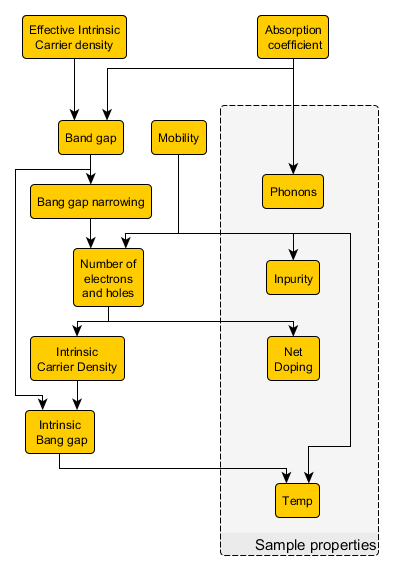 Effective Intrinsic
Carrier density
Absorption
coefficient
Band gap
Mobility
Bang gap narrowing
Phonons
Number of
electrons
and holes
Inpurity
Intrinsic
Carrier Density
Net
Doping
Intrinsic
Bang gap
Temp
Sample properties